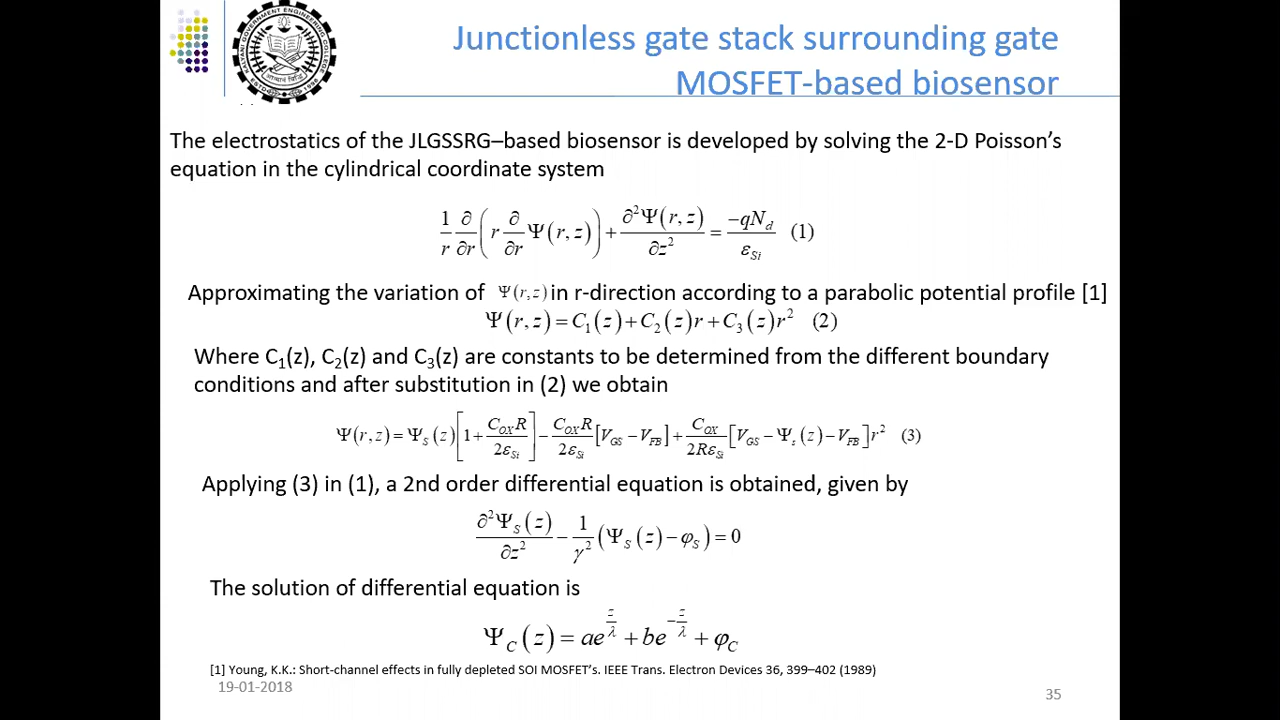 Junctionless gate stack surrounding gate
MOSFET-based biosensor
KALYANI GOVERNMENT ENGINEERING COLLEGE
The electrostatics of the JLGSSRG–based biosensor is developed by solving the 2-D Poisson's
equation in the cylindrical coordinate system
1/r ∂/∂r ( r ∂/∂r Ψ(r,z) ) + ∂²Ψ(r,z)/∂z² = −qN_d/ε_Si (1)
Approximating the variation of Ψ(r,z) in r-direction according to a parabolic potential profile [1]
Ψ(r,z) = C₁(z) + C₂(z)r + C₃(z)r² (2)
Where C₁(z), C₂(z) and C₃(z) are constants to be determined from the different boundary
conditions and after substitution in (2) we obtain
Ψ(r,z) = Ψ_S(z)[1 + C_OX R/2ε_Si] − C_OX R/2ε_Si [V_GS − V_FB] + C_OX/2Rε_Si [V_GS − Ψ_s(z) − V_FB] r² (3)
Applying (3) in (1), a 2nd order differential equation is obtained, given by
∂²Ψ_S(z)/∂z² − 1/γ² (Ψ_S(z) − φ_S) = 0
The solution of differential equation is
Ψ_C(z) = ae^(z/λ) + be^(−z/λ) + φ_C
[1] Young, K.K.: Short-channel effects in fully depleted SOI MOSFET's. IEEE Trans. Electron Devices 36, 399–402 (1989)
19-01-2018
35